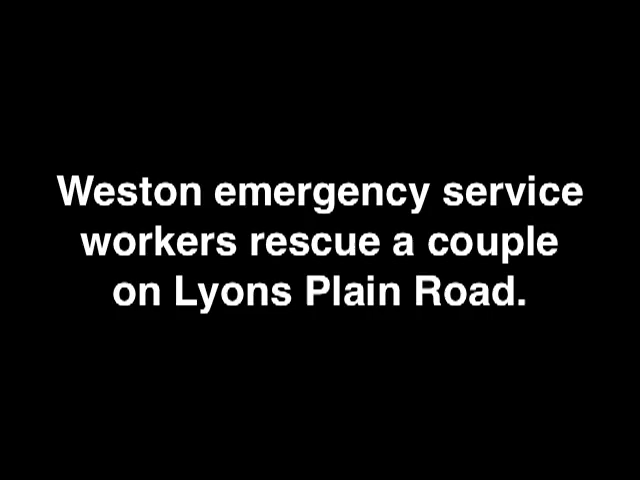 Weston emergency service
workers rescue a couple
on Lyons Plain Road.